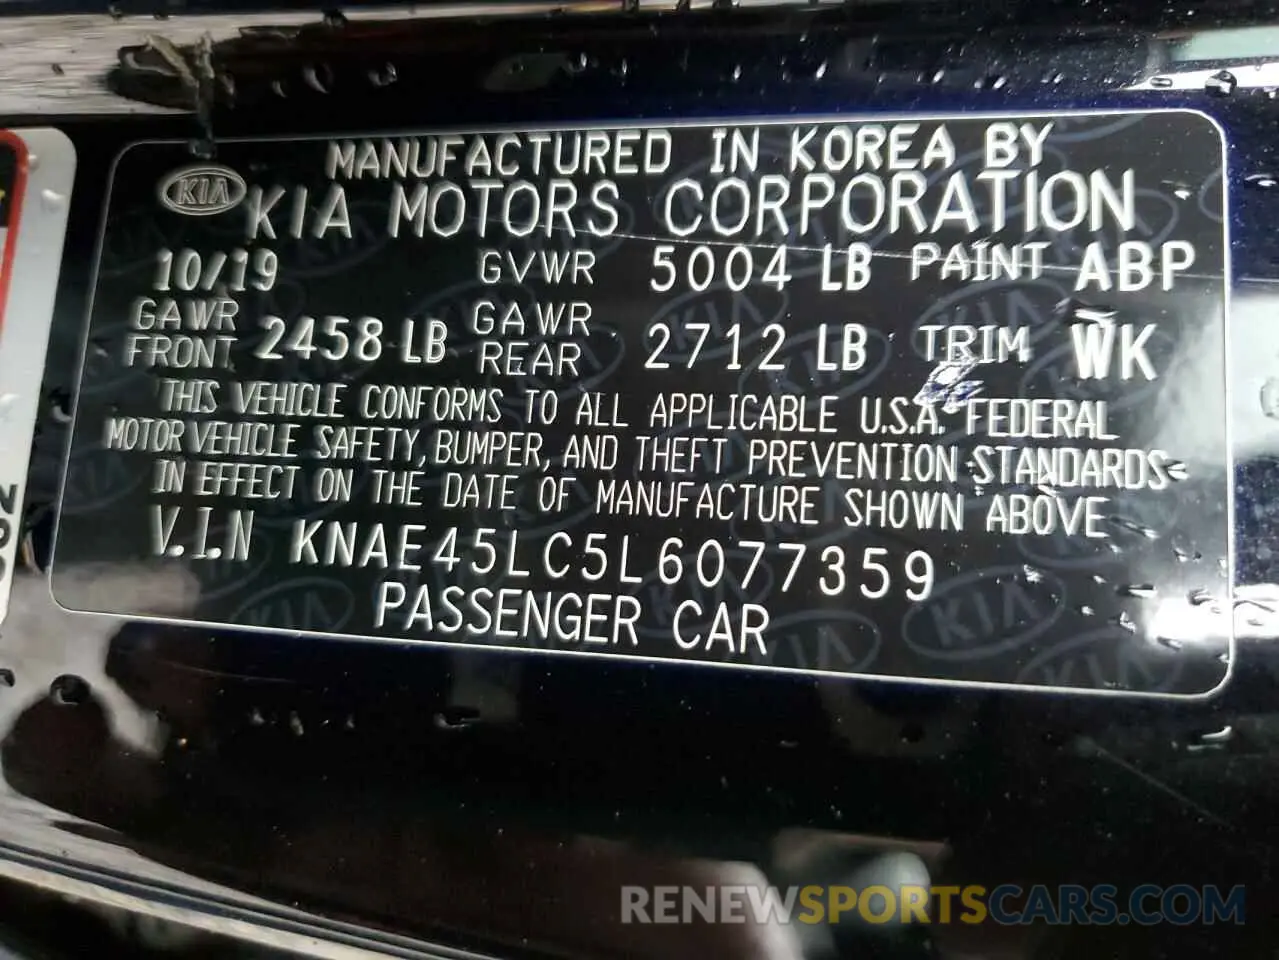 MANUFACTURED IN KOREA BY
KIA KIA MOTORS CORPORATION
10/19 GVWR 5004 LB PAINT ABP
GAWR FRONT 2458 LB GAWR REAR 2712 LB TRIM WK
THIS VEHICLE CONFORMS TO ALL APPLICABLE U.S.A. FEDERAL
MOTOR VEHICLE SAFETY, BUMPER, AND THEFT PREVENTION STANDARDS
IN EFFECT ON THE DATE OF MANUFACTURE SHOWN ABOVE
V.I.N KNAE45LC5L6077359
PASSENGER CAR
RENEWSPORTSCARS.COM